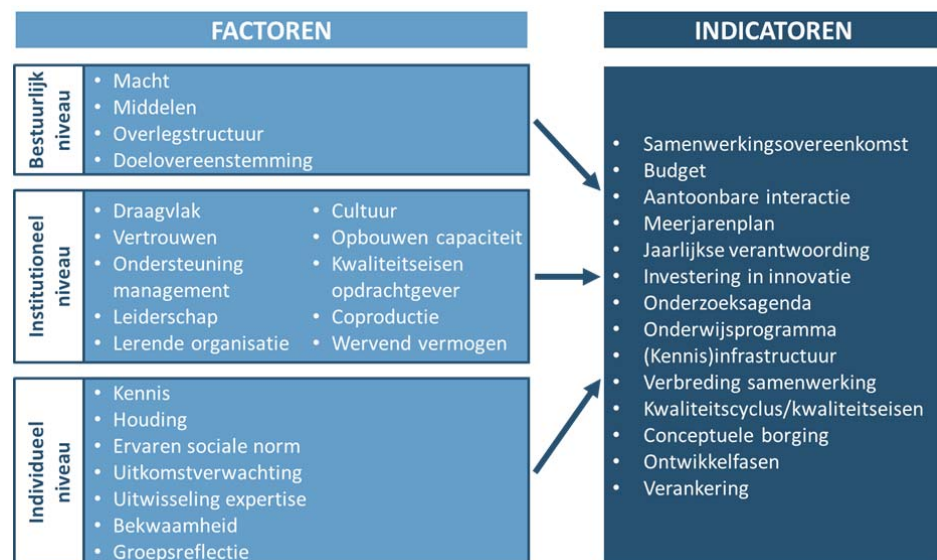 FACTOREN
Bestuurlijk
niveau
• Macht
• Middelen
• Overlegstructuur
• Doelovereenstemming
Institutioneel
niveau
• Draagvlak
• Vertrouwen
• Ondersteuning
management
• Leiderschap
• Lerende organisatie
• Cultuur
• Opbouwen capaciteit
• Kwaliteitseisen
opdrachtgever
• Coproductie
• Wervend vermogen
Individueel
niveau
• Kennis
• Houding
• Ervaren sociale norm
• Uitkomstverwachting
• Uitwisseling expertise
• Bekwaamheid
• Groepsreflectie
INDICATOREN
• Samenwerkingsovereenkomst
• Budget
• Aantoonbare interactie
• Meerjarenplan
• Jaarlijkse verantwoording
• Investering in innovatie
• Onderzoeksagenda
• Onderwijsprogramma
• (Kennis)infrastructuur
• Verbreding samenwerking
• Kwaliteitscyclus/kwaliteitseisen
• Conceptuele borging
• Ontwikkelfasen
• Verankering